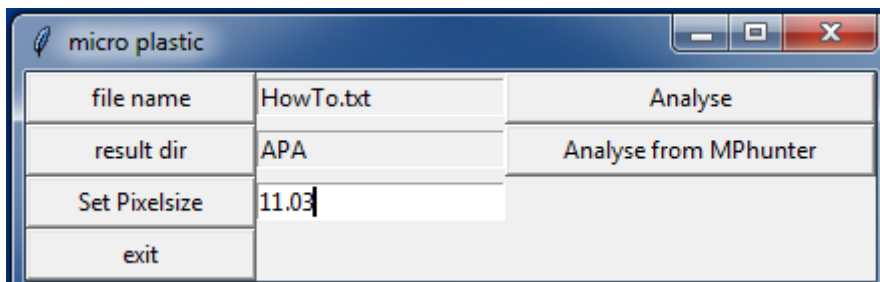 micro plastic
file name HowTo.txt Analyse
result dir APA Analyse from MPhunter
Set Pixelsize 11.03
exit